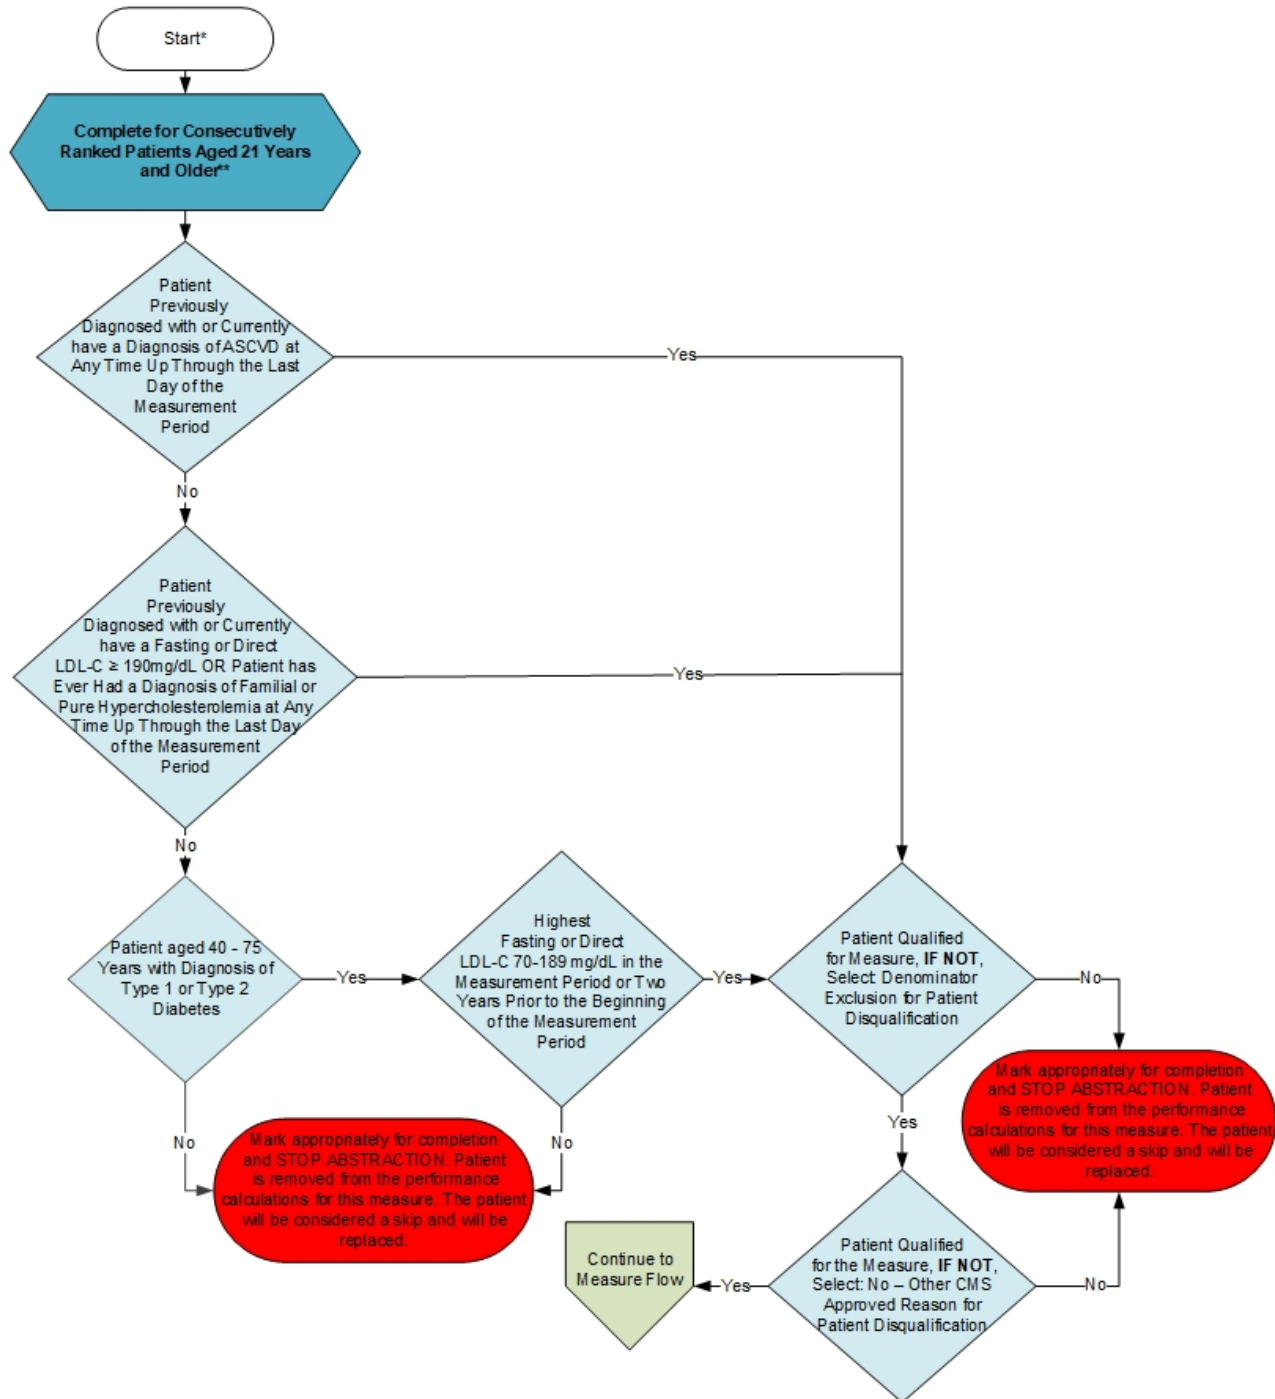 Start*
Complete for Consecutively
Ranked Patients Aged 21 Years
and Older**
Patient
Previously
Diagnosed with or Currently
have a Diagnosis of ASCVD at
Any Time Up Through the Last
Day of the
Measurement
Period
Yes
No
Patient
Previously
Diagnosed with or Currently
have a Fasting or Direct
LDL-C ≥ 190mg/dL OR Patient has
Ever Had a Diagnosis of Familial or
Pure Hypercholesterolemia at Any
Time Up Through the Last Day
of the Measurement
Period
Yes
No
Patient aged 40 - 75
Years with Diagnosis of
Type 1 or Type 2
Diabetes
Yes
No
Highest
Fasting or Direct
LDL-C 70-189 mg/dL in the
Measurement Period or Two
Years Prior to the Beginning
of the Measurement
Period
Yes
No
Mark appropriately for completion
and STOP ABSTRACTION. Patient
is removed from the performance
calculations for this measure. The patient
will be considered a skip and will be
replaced.
Patient Qualified
for Measure, IF NOT,
Select: Denominator
Exclusion for Patient
Disqualification
No
Yes
Mark appropriately for completion
and STOP ABSTRACTION. Patient
is removed from the performance
calculations for this measure. The patient
will be considered a skip and will be
replaced.
Patient Qualified
for the Measure, IF NOT,
Select: No – Other CMS
Approved Reason for
Patient Disqualification
No
Yes
Continue to
Measure Flow